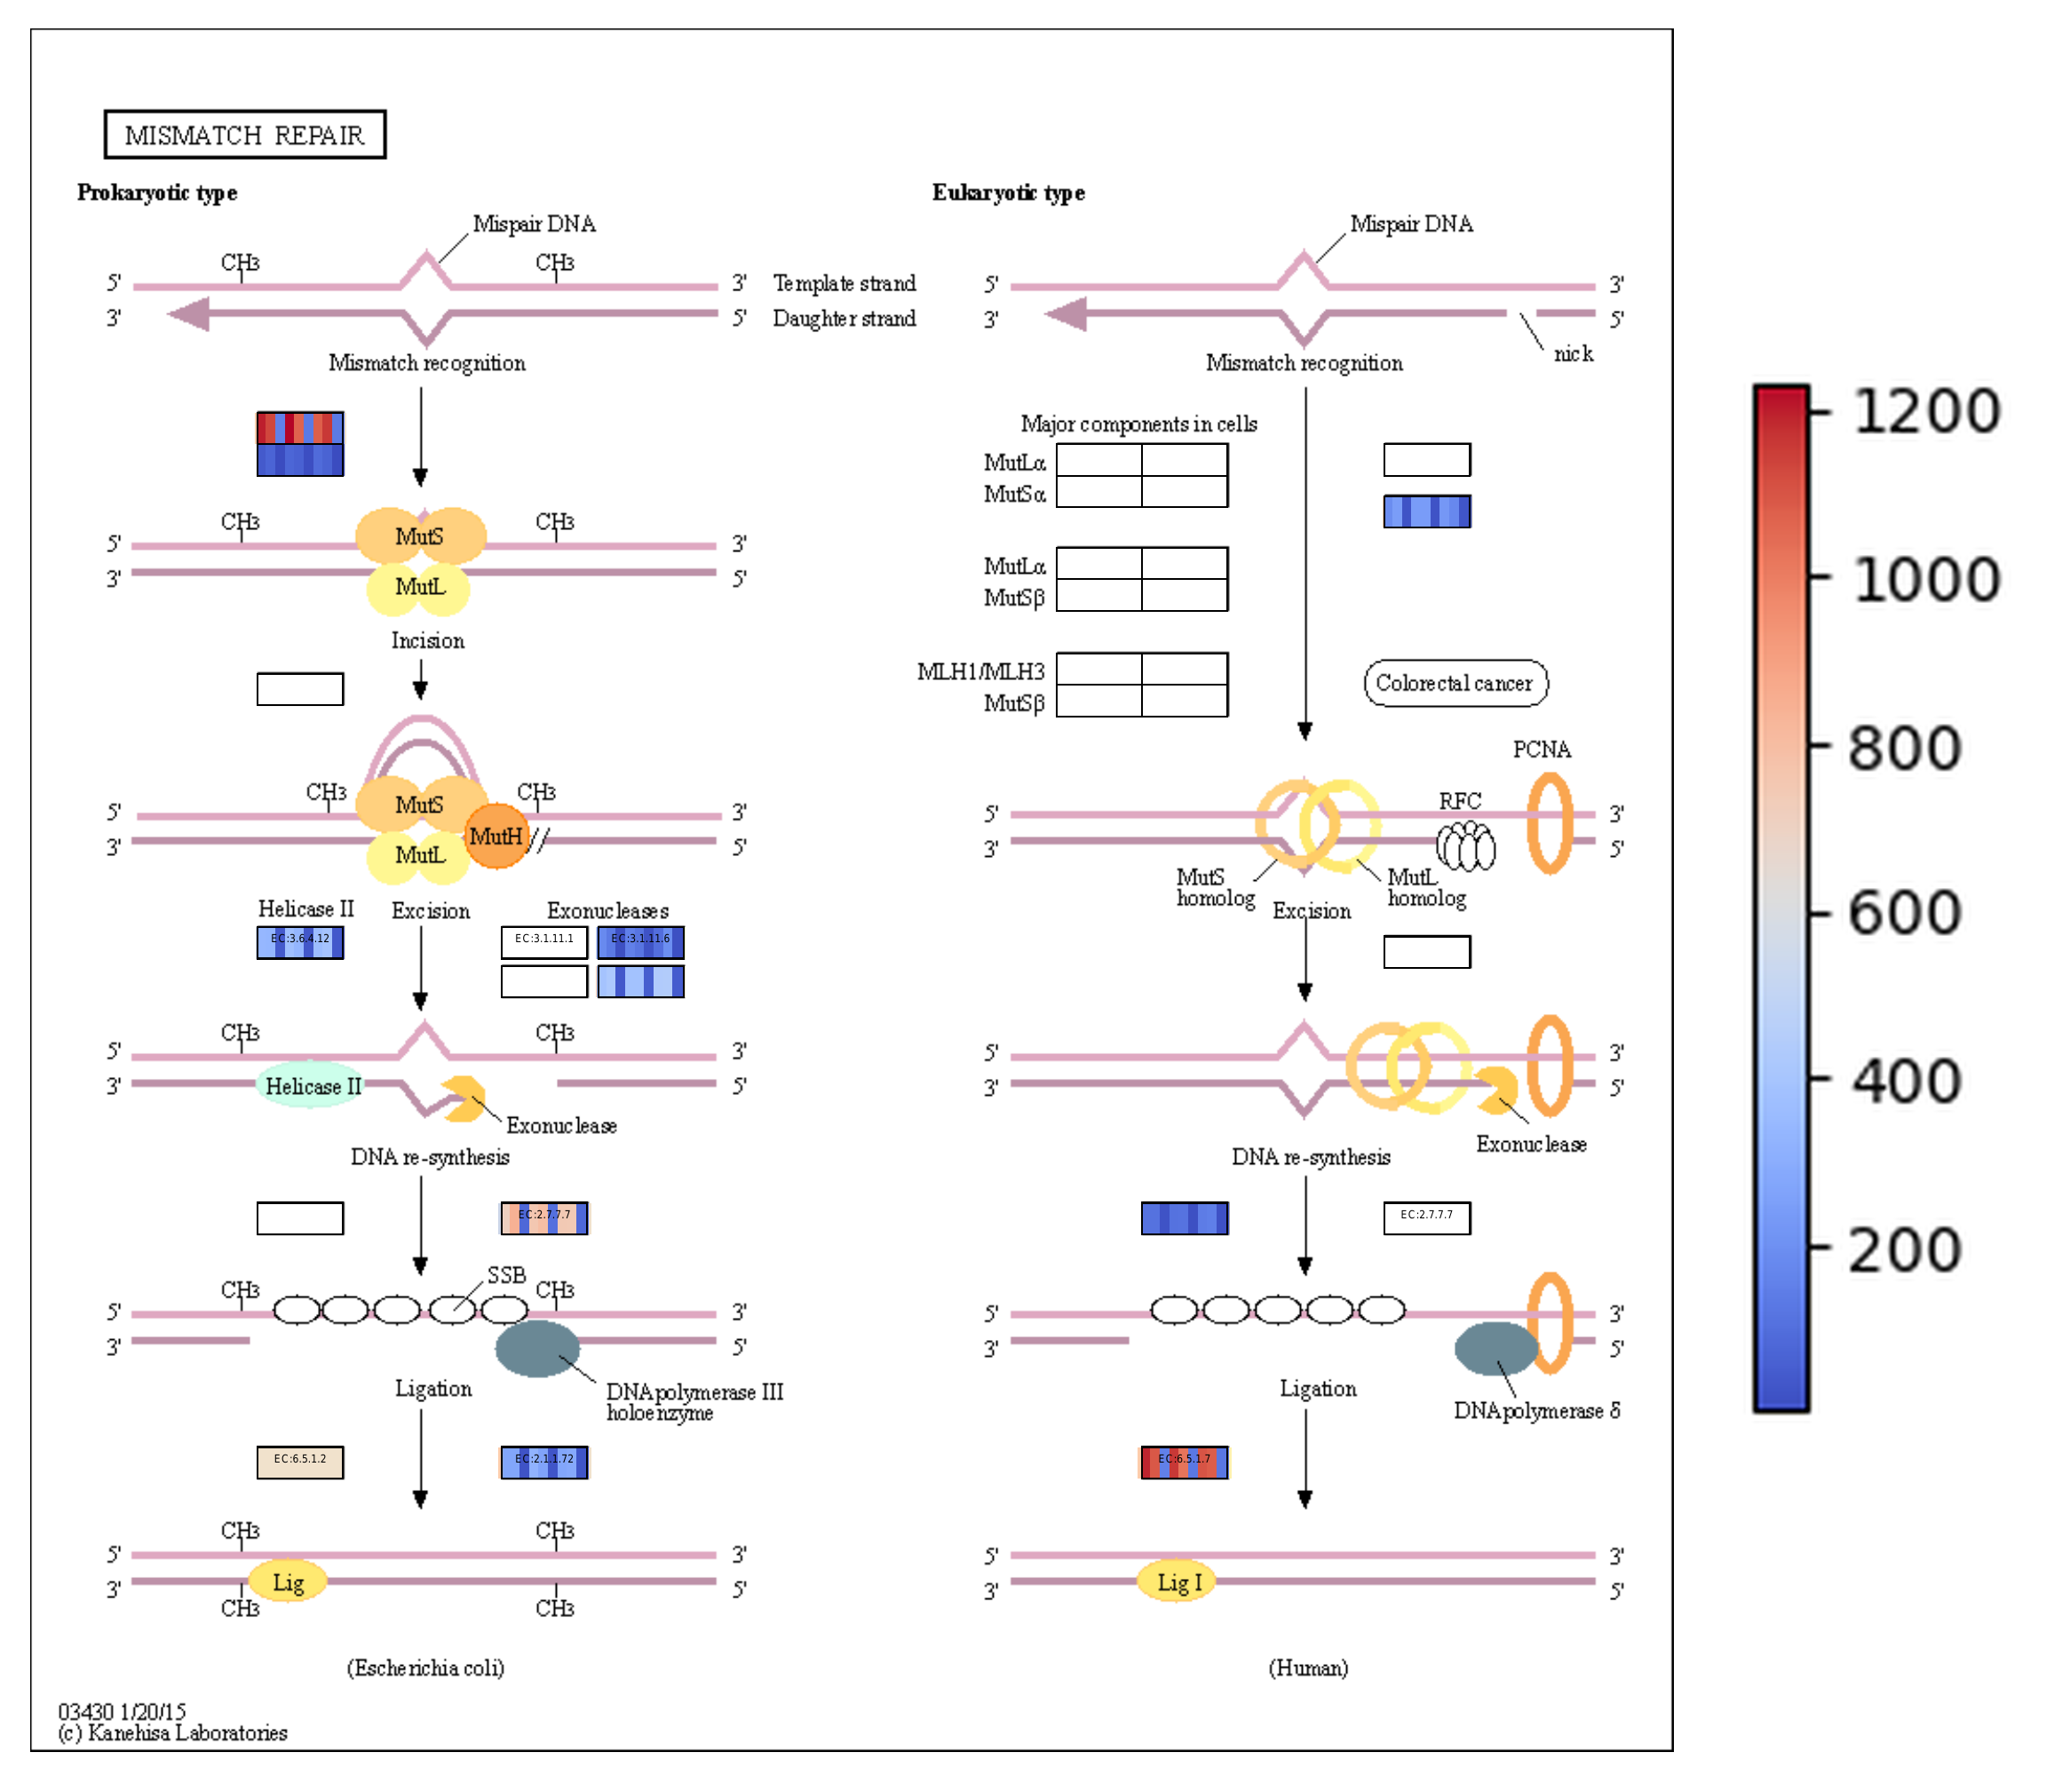 MISMATCH REPAIR
Prokaryotic type
Mispair DNA
CH3
CH3
5'
3'
Template strand
3'
5'
Daughter strand
Mismatch recognition
CH3
CH3
MutS
5'
3'
3'
5'
MutL
Incision
CH3
CH3
MutS
5'
3'
MutH
3'
5'
MutL
Helicase II
Excision
Exonucleases
EC:3.6.4.12
EC:3.1.11.1
EC:3.1.11.6
CH3
CH3
5'
3'
3'
Helicase II
5'
Exonuclease
DNA re-synthesis
EC:2.7.7.7
SSB
CH3
CH3
5'
3'
3'
5'
Ligation
DNA polymerase III
holoenzyme
EC:6.5.1.2
EC:2.1.1.72
CH3
CH3
5'
3'
3'
Lig
5'
CH3
CH3
(Escherichia coli)
03430 1/20/15
(c) Kanehisa Laboratories
Eukaryotic type
Mispair DNA
5'
3'
3'
5'
nick
Mismatch recognition
Major components in cells
MutLα
MutSα
MutLα
MutSβ
MLH1/MLH3
MutSβ
Colorectal cancer
PCNA
RFC
5'
3'
3'
5'
MutS
homolog
MutL
homolog
Excision
5'
3'
3'
5'
Exonuclease
DNA re-synthesis
EC:2.7.7.7
5'
3'
3'
5'
Ligation
DNA polymerase δ
EC:6.5.1.7
5'
3'
3'
Lig I
5'
(Human)
1200
1000
800
600
400
200